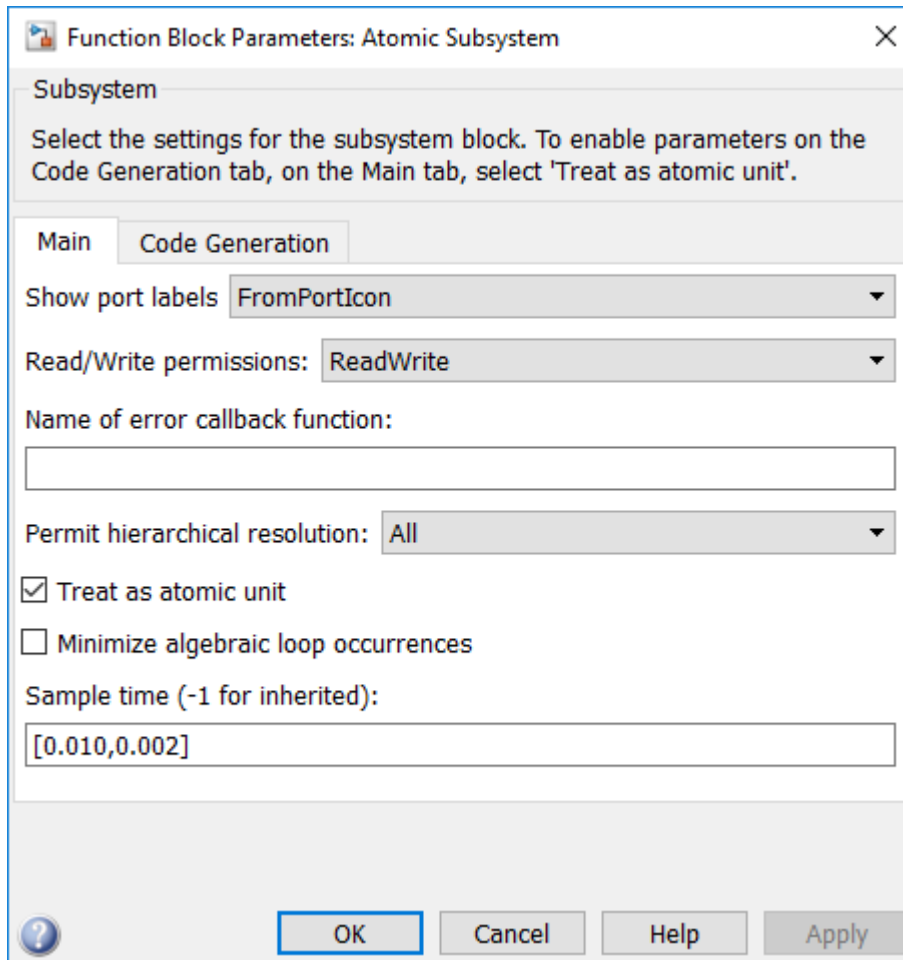 Function Block Parameters: Atomic Subsystem
Subsystem
Select the settings for the subsystem block. To enable parameters on the
Code Generation tab, on the Main tab, select 'Treat as atomic unit'.
Main Code Generation
Show port labels FromPortIcon
Read/Write permissions: ReadWrite
Name of error callback function:
Permit hierarchical resolution: All
Treat as atomic unit
Minimize algebraic loop occurrences
Sample time (-1 for inherited):
[0.010,0.002]
? OK Cancel Help Apply